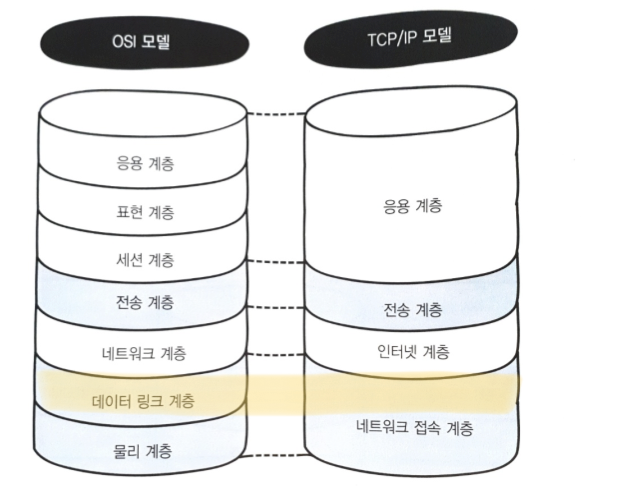 OSI 모델
TCP/IP 모델
응용 계층
표현 계층
세션 계층
전송 계층
네트워크 계층
데이터 링크 계층
물리 계층
응용 계층
전송 계층
인터넷 계층
네트워크 접속 계층